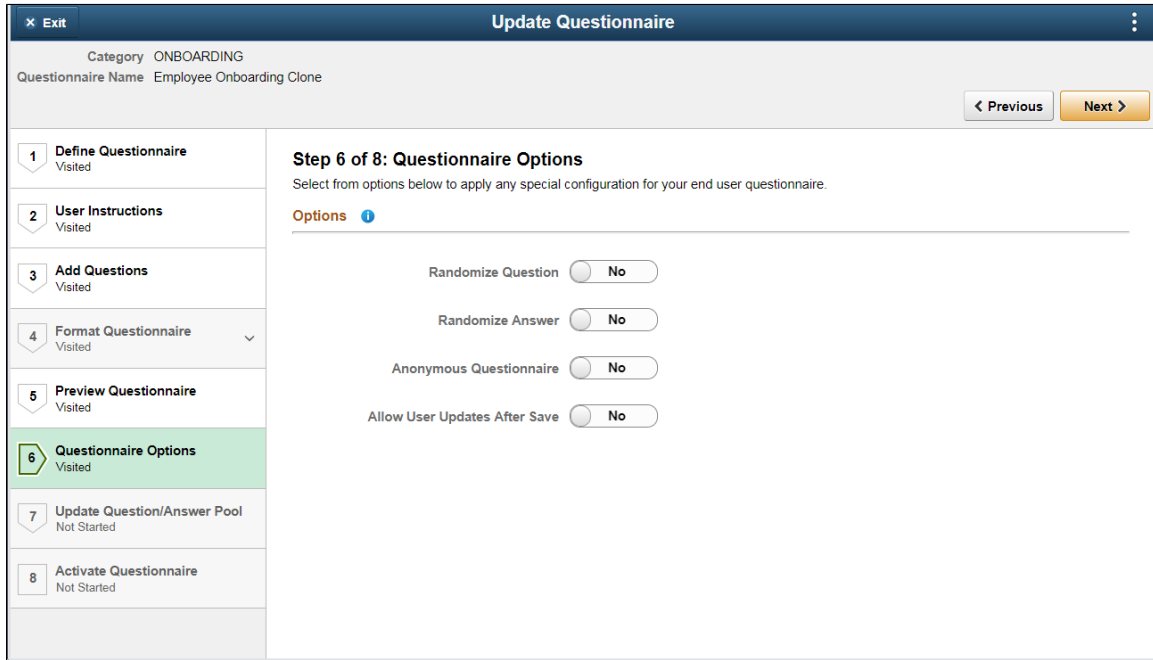 × Exit
Update Questionnaire
Category ONBOARDING
Questionnaire Name Employee Onboarding Clone
Previous
Next
1 Define Questionnaire
Visited
2 User Instructions
Visited
3 Add Questions
Visited
4 Format Questionnaire
Visited
5 Preview Questionnaire
Visited
6 Questionnaire Options
Visited
7 Update Question/Answer Pool
Not Started
8 Activate Questionnaire
Not Started
Step 6 of 8: Questionnaire Options
Select from options below to apply any special configuration for your end user questionnaire.
Options
Randomize Question No
Randomize Answer No
Anonymous Questionnaire No
Allow User Updates After Save No